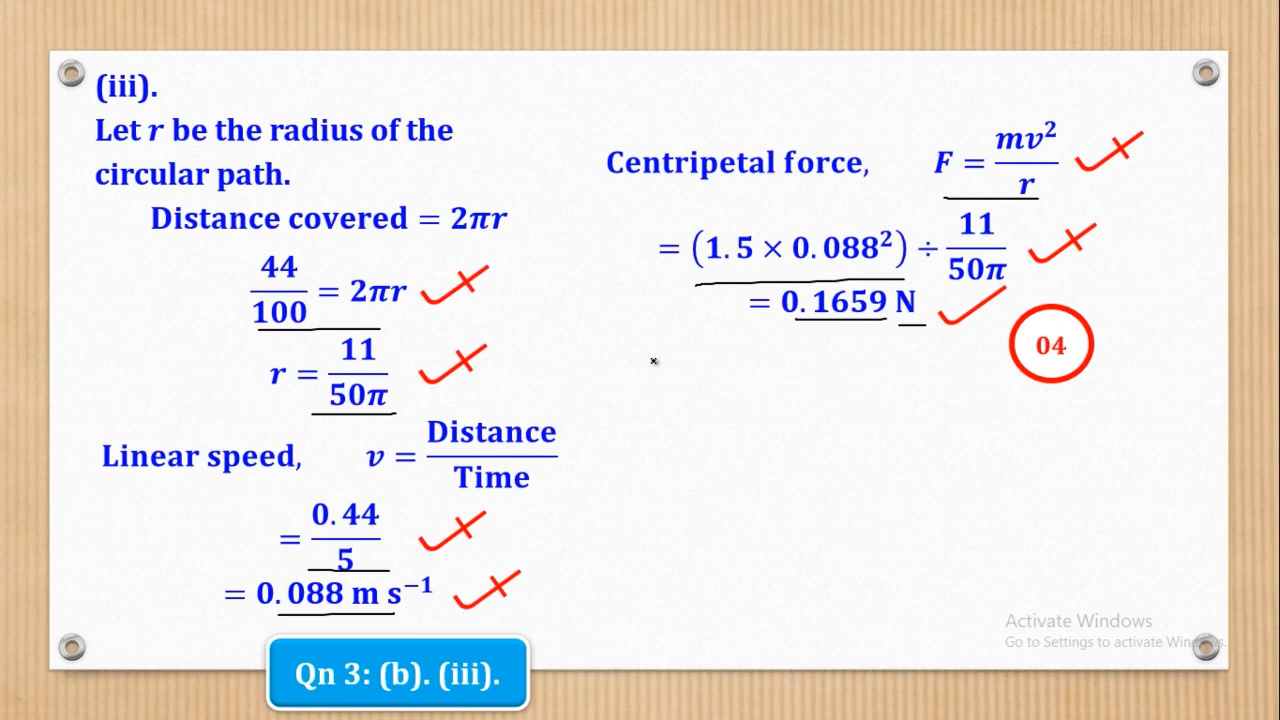 (iii).
Let r be the radius of the
circular path.
Distance covered = 2πr
44/100 = 2πr
r = 11/50π
Linear speed, v = Distance/Time
= 0.44/5
= 0.088 m s⁻¹
Centripetal force, F = mv²/r
= (1.5 × 0.088²) ÷ 11/50π
= 0.1659 N
04
Qn 3: (b). (iii).
Activate Windows
Go to Settings to activate Windows.